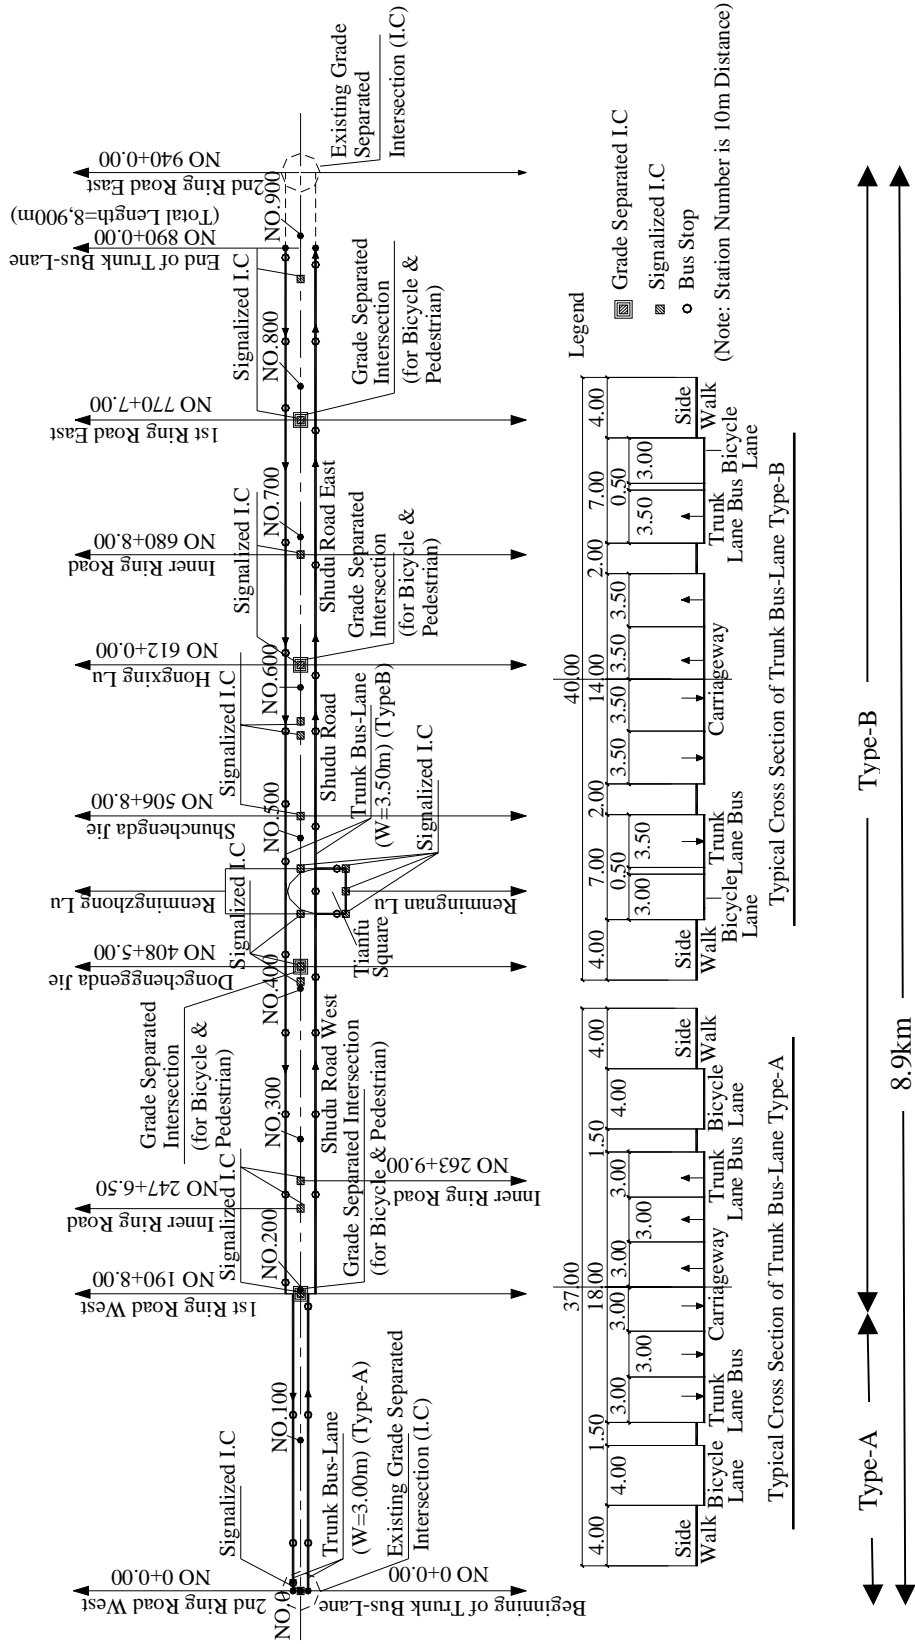 2nd Ring Road West
NO 0+0.00
NO.0
Beginning of Trunk Bus-Lane
NO 0+0.00
Signalized I.C
Trunk Bus-Lane
(W=3.00m) (Type-A)
Existing Grade Separated
Intersection (I.C)
NO.100
1st Ring Road West
NO 190+8.00
NO.200
Signalized I.C
Grade Separated Intersection
(for Bicycle & Pedestrian)
Inner Ring Road
NO 247+6.50
Inner Ring Road
NO 263+9.00
NO.300
Shudu Road West
Grade Separated
Intersection
(for Bicycle &
Pedestrian)
NO.400
Dongchenggenda Jie
NO 408+5.00
Signalized I.C
Renmingzhong Lu
Tianfu
Square
Renmingnan Lu
Signalized I.C
NO.500
Shunchengda Jie
NO 506+8.00
Signalized I.C
Trunk Bus-Lane
(W=3.50m) (TypeB)
Shudu Road
NO.600
Hongxing Lu
NO 612+0.00
Signalized I.C
Grade Separated
Intersection
(for Bicycle &
Pedestrian)
Inner Ring Road
NO 680+8.00
NO.700
Shudu Road East
1st Ring Road East
NO 770+7.00
Grade Separated
Intersection
(for Bicycle &
Pedestrian)
NO.800
Signalized I.C
End of Trunk Bus-Lane
NO 890+0.00
(Total Length=8,900m)
NO.900
2nd Ring Road East
NO 940+0.00
Existing Grade
Separated
Intersection (I.C)
37.00
4.00 1.50 18.00 1.50 4.00
4.00 3.00 3.00 3.00 3.00 3.00 3.00 4.00
Side
Walk
Bicycle
Lane
Trunk
Lane Bus
Carriageway
Trunk
Lane Bus
Bicycle
Lane
Side
Walk
Typical Cross Section of Trunk Bus-Lane Type-A
40.00
4.00 7.00 2.00 14.00 2.00 7.00 4.00
0.50 0.50
3.00 3.50 3.50 3.50 3.50 3.50 3.50 3.00
Side
Walk
Bicycle
Lane
Trunk
Lane Bus
Carriageway
Trunk
Lane Bus
Bicycle
Lane
Side
Walk
Typical Cross Section of Trunk Bus-Lane Type-B
Legend
Grade Separated I.C
Signalized I.C
Bus Stop
(Note: Station Number is 10m Distance)
Type-A
Type-B
8.9km